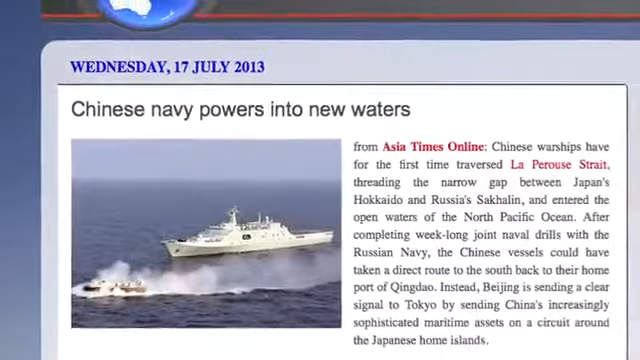 WEDNESDAY, 17 JULY 2013
Chinese navy powers into new waters
from Asia Times Online: Chinese warships have
for the first time traversed La Perouse Strait,
threading the narrow gap between Japan's
Hokkaido and Russia's Sakhalin, and entered the
open waters of the North Pacific Ocean. After
completing week-long joint naval drills with the
Russian Navy, the Chinese vessels could have
taken a direct route to the south back to their home
port of Qingdao. Instead, Beijing is sending a clear
signal to Tokyo by sending China's increasingly
sophisticated maritime assets on a circuit around
the Japanese home islands.